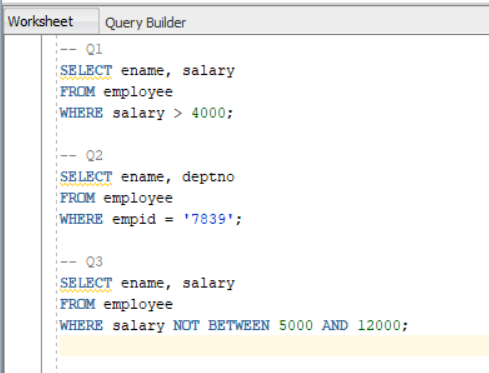 Worksheet Query Builder
-- Q1
SELECT ename, salary
FROM employee
WHERE salary > 4000;
-- Q2
SELECT ename, deptno
FROM employee
WHERE empid = '7839';
-- Q3
SELECT ename, salary
FROM employee
WHERE salary NOT BETWEEN 5000 AND 12000;